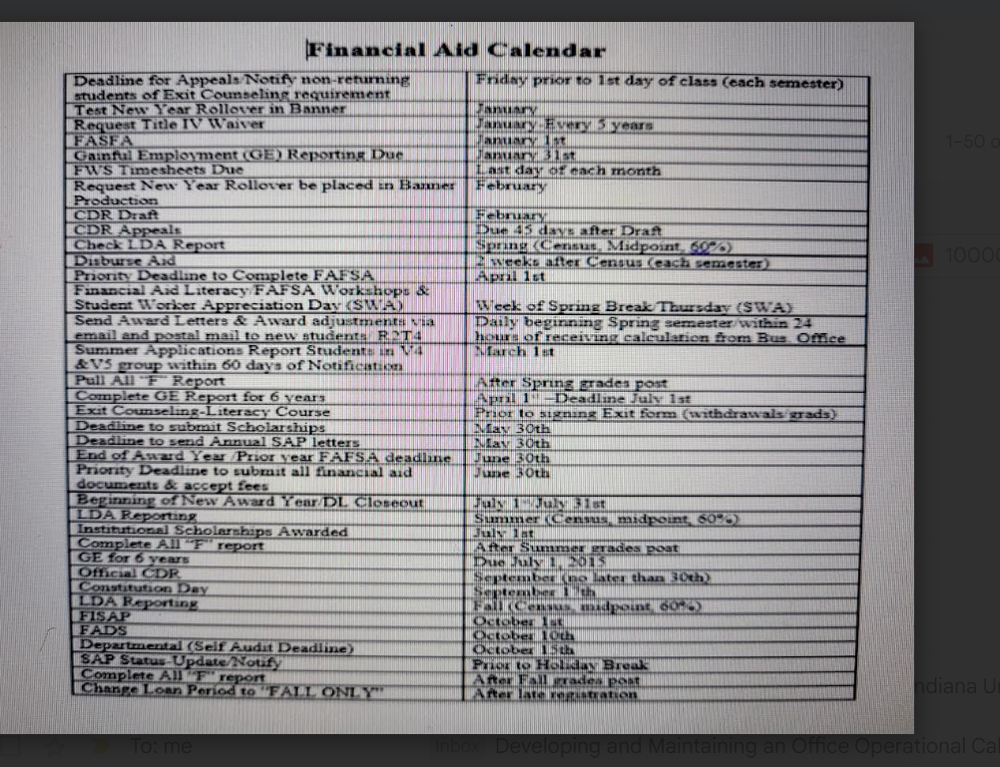 Financial Aid Calendar
Deadline for Appeals/Notify non-returning Friday prior to 1st day of class (each semester)
students of Exit Counseling requirement
Test New Year Rollover in Banner January
Request Title IV Waiver January-Every 5 years
FASFA January 1st
Gainful Employment (GE) Reporting Due January 31st
FWS Timesheets Due Last day of each month
Request New Year Rollover be placed in Banner February
Production
CDR Draft February
CDR Appeals Due 45 days after Draft
Check LDA Report Spring (Census, Midpoint, 60%)
Disburse Aid 2 weeks after Census (each semester)
Priority Deadline to Complete FAFSA April 1st
Financial Aid Literacy/FAFSA Workshops &
Student Worker Appreciation Day (SWA) Week of Spring Break/Thursday (SWA)
Send Award Letters & Award adjustments via Daily beginning Spring semester/within 24
email and postal mail to new students/ R2T4 hours of receiving calculation from Bus. Office
Summer Applications Report Students in V4 March 1st
&V5 group within 60 days of Notification
Pull All "F" Report After Spring grades post
Complete GE Report for 6 years April 1st –Deadline July 1st
Exit Counseling-Literacy Course Prior to signing Exit form (withdrawals/grads)
Deadline to submit Scholarships May 30th
Deadline to send Annual SAP letters May 30th
End of Award Year /Prior year FAFSA deadline June 30th
Priority Deadline to submit all financial aid June 30th
documents & accept fees
Beginning of New Award Year/DL Closeout July 1st/July 31st
LDA Reporting Summer (Census, midpoint, 60%)
Institutional Scholarships Awarded July 1st
Complete All "F" report After Summer grades post
GE for 6 years Due July 1, 2015
Official CDR September (no later than 30th)
Constitution Day September 17th
LDA Reporting Fall (Census, midpoint, 60%)
FISAP October 1st
FADS October 10th
Departmental (Self Audit Deadline) October 15th
SAP Status-Update/Notify Prior to Holiday Break
Complete All "F" report After Fall grades post
Change Loan Period to "FALL ONLY" After late registration
1–50
1000
ndiana
To: me Inbox Developing and Maintaining an Office Operational